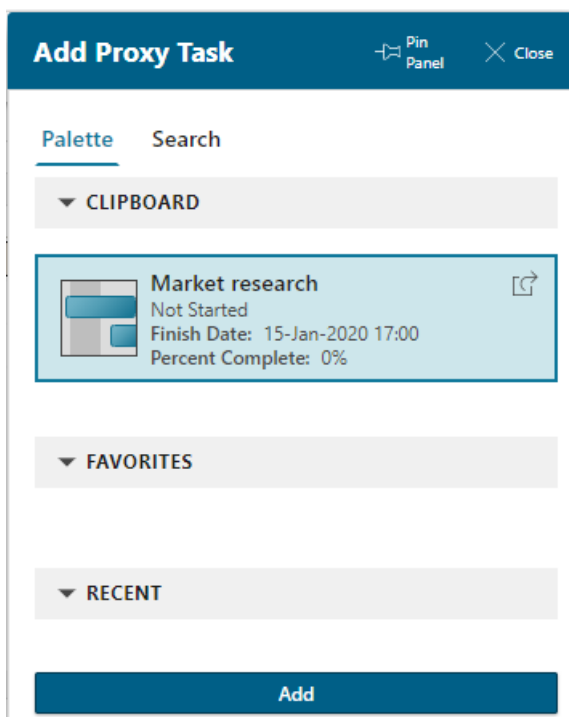 Add Proxy Task
Pin
Panel
Close
Palette Search
CLIPBOARD
Market research
Not Started
Finish Date: 15-Jan-2020 17:00
Percent Complete: 0%
FAVORITES
RECENT
Add